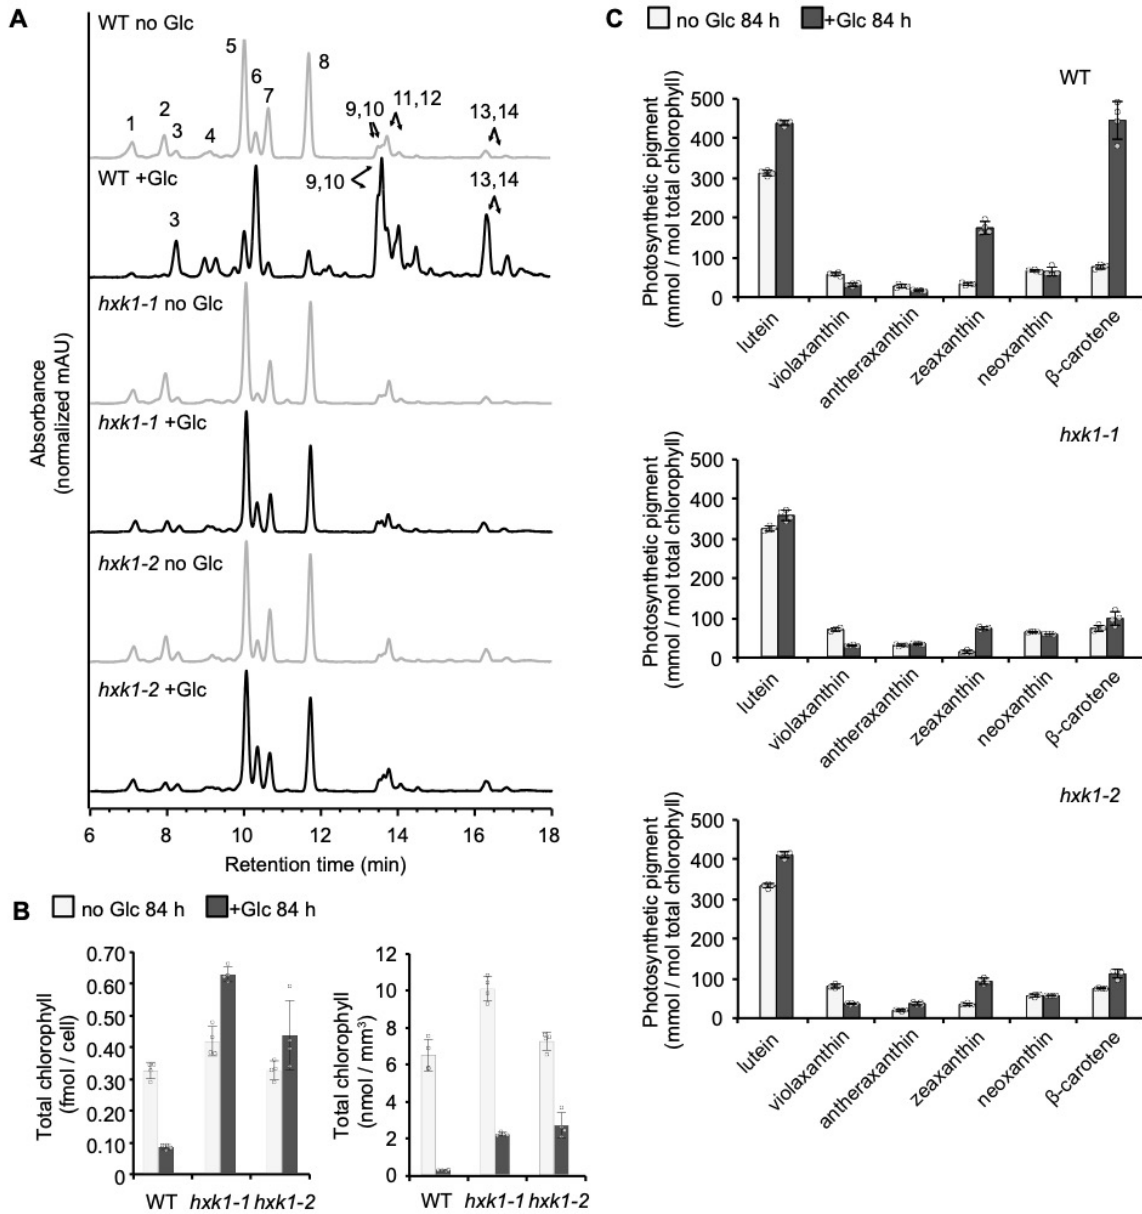 A
WT no Glc
5
8
6
7
1
2
3
4
9,10
11,12
13,14
WT +Glc
9,10
13,14
3
hxk1-1 no Glc
hxk1-1 +Glc
hxk1-2 no Glc
hxk1-2 +Glc
Absorbance
(normalized mAU)
6 8 10 12 14 16 18
Retention time (min)
B
no Glc 84 h +Glc 84 h
Total chlorophyll
(fmol / cell)
0.70
0.60
0.50
0.40
0.30
0.20
0.10
0
WT hxk1-1 hxk1-2
Total chlorophyll
(nmol / mm³)
12
10
8
6
4
2
0
WT hxk1-1 hxk1-2
C
no Glc 84 h +Glc 84 h
WT
Photosynthetic pigment
(mmol / mol total chlorophyll)
500
400
300
200
100
0
lutein
violaxanthin
antheraxanthin
zeaxanthin
neoxanthin
β-carotene
hxk1-1
Photosynthetic pigment
(mmol / mol total chlorophyll)
500
400
300
200
100
0
lutein
violaxanthin
antheraxanthin
zeaxanthin
neoxanthin
β-carotene
hxk1-2
Photosynthetic pigment
(mmol / mol total chlorophyll)
500
400
300
200
100
0
lutein
violaxanthin
antheraxanthin
zeaxanthin
neoxanthin
β-carotene